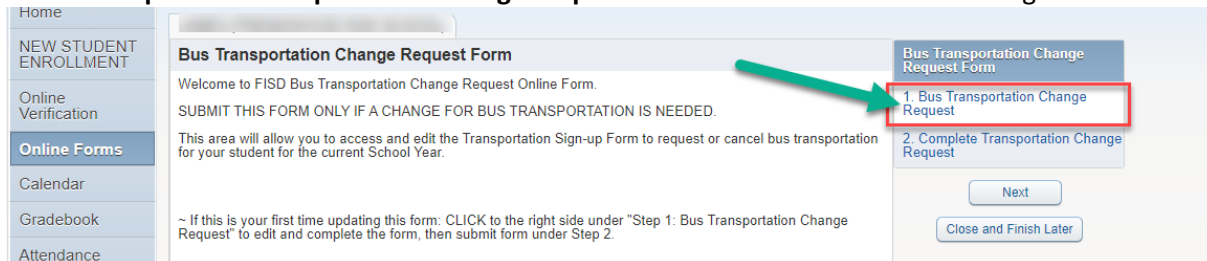 Home
NEW STUDENT
ENROLLMENT
Online
Verification
Online Forms
Calendar
Gradebook
Attendance
Bus Transportation Change Request Form
Welcome to FISD Bus Transportation Change Request Online Form.
SUBMIT THIS FORM ONLY IF A CHANGE FOR BUS TRANSPORTATION IS NEEDED.
This area will allow you to access and edit the Transportation Sign-up Form to request or cancel bus transportation
for your student for the current School Year.
~ If this is your first time updating this form: CLICK to the right side under "Step 1: Bus Transportation Change
Request" to edit and complete the form, then submit form under Step 2.
Bus Transportation Change
Request Form
1. Bus Transportation Change
Request
2. Complete Transportation Change
Request
Next
Close and Finish Later